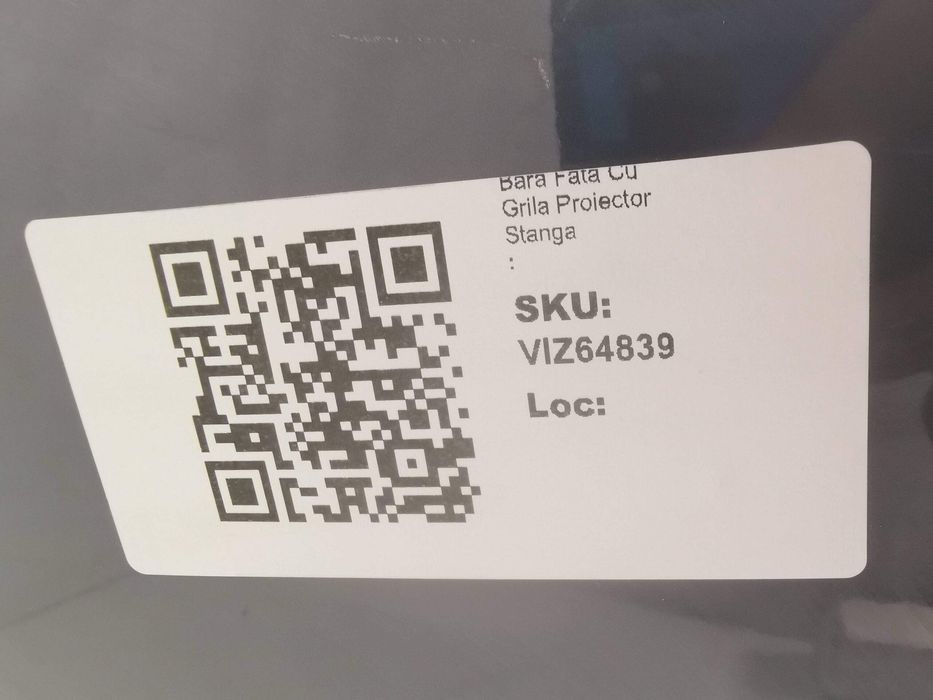 Bara Fata Cu
Grila Proiector
Stanga
:
SKU:
VIZ64839
Loc: